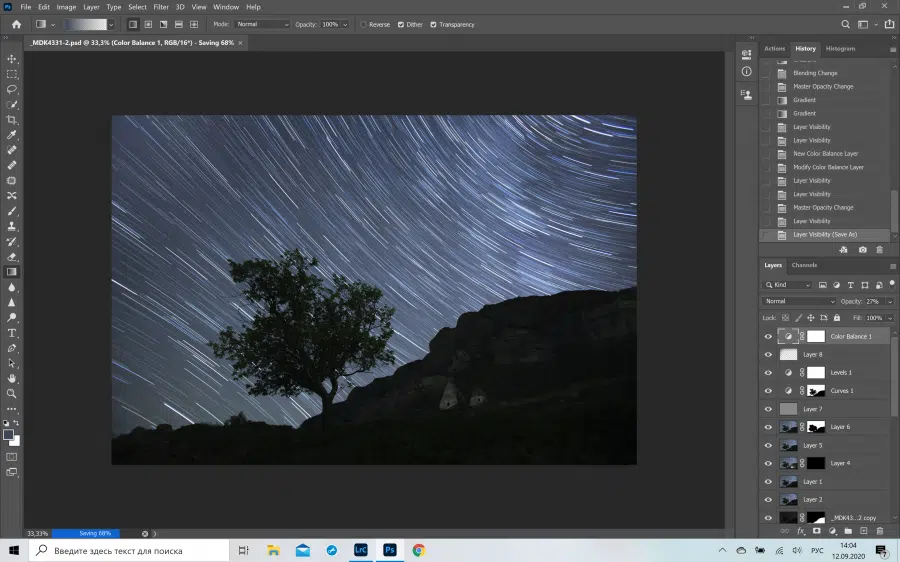 Ps File Edit Image Layer Type Select Filter 3D View Window Help
Mode: Normal Opacity: 100% Reverse Dither Transparency
_MDK4331-2.psd @ 33,3% (Color Balance 1, RGB/16*) - Saving 68% ×
Actions History Histogram
Blending Change
Master Opacity Change
Gradient
Gradient
Layer Visibility
Layer Visibility
New Color Balance Layer
Modify Color Balance Layer
Layer Visibility
Layer Visibility
Master Opacity Change
Layer Visibility
Layer Visibility (Save As)
Layers Channels
Kind
Normal Opacity: 27%
Lock: Fill: 100%
Color Balance 1
Layer 8
Levels 1
Curves 1
Layer 7
Layer 6
Layer 5
Layer 4
Layer 1
Layer 2
_MDK43...2 copy
fx
33,33% Saving 68%
Введите здесь текст для поиска
LrC Ps
РУС
14:04
12.09.2020
7